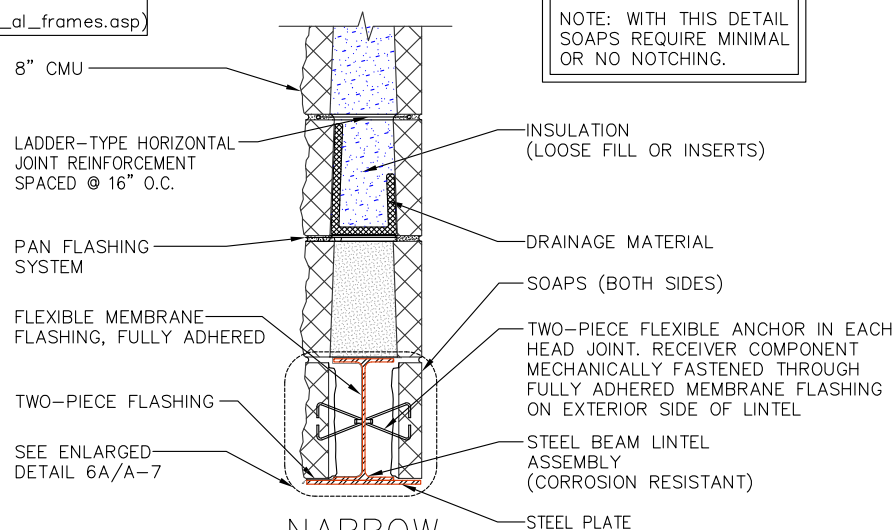 _al_frames.asp)
NOTE: WITH THIS DETAIL
SOAPS REQUIRE MINIMAL
OR NO NOTCHING.
8" CMU
LADDER-TYPE HORIZONTAL
JOINT REINFORCEMENT
SPACED @ 16" O.C.
PAN FLASHING
SYSTEM
FLEXIBLE MEMBRANE
FLASHING, FULLY ADHERED
TWO-PIECE FLASHING
SEE ENLARGED
DETAIL 6A/A-7
INSULATION
(LOOSE FILL OR INSERTS)
DRAINAGE MATERIAL
SOAPS (BOTH SIDES)
TWO-PIECE FLEXIBLE ANCHOR IN EACH
HEAD JOINT. RECEIVER COMPONENT
MECHANICALLY FASTENED THROUGH
FULLY ADHERED MEMBRANE FLASHING
ON EXTERIOR SIDE OF LINTEL
STEEL BEAM LINTEL
ASSEMBLY
(CORROSION RESISTANT)
STEEL PLATE
NARROW